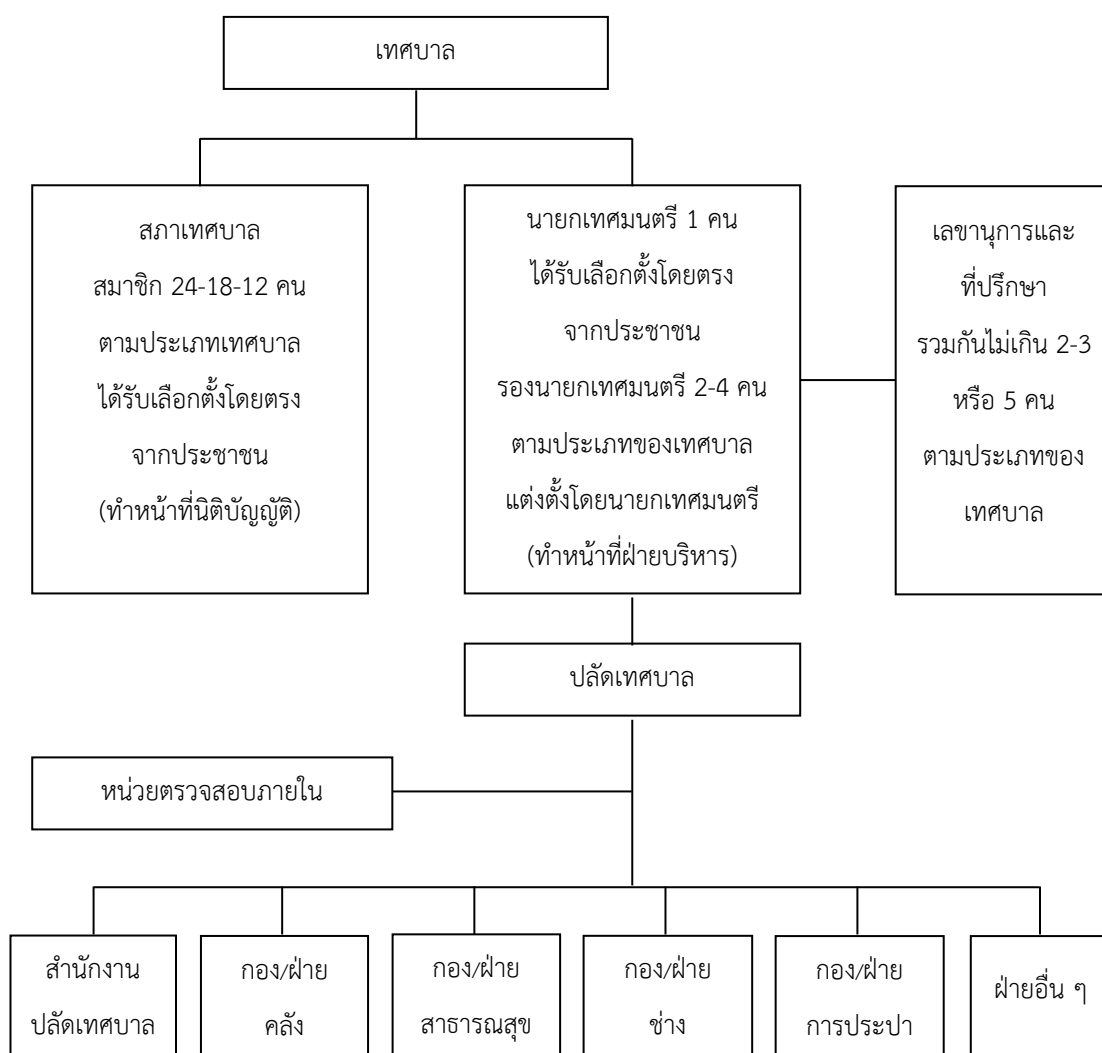 เทศบาล
สภาเทศบาล
สมาชิก 24-18-12 คน
ตามประเภทเทศบาล
ได้รับเลือกตั้งโดยตรง
จากประชาชน
(ทำหน้าที่นิติบัญญัติ)
นายกเทศมนตรี 1 คน
ได้รับเลือกตั้งโดยตรง
จากประชาชน
รองนายกเทศมนตรี 2-4 คน
ตามประเภทของเทศบาล
แต่งตั้งโดยนายกเทศมนตรี
(ทำหน้าที่ฝ่ายบริหาร)
เลขานุการและ
ที่ปรึกษา
รวมกันไม่เกิน 2-3
หรือ 5 คน
ตามประเภทของ
เทศบาล
ปลัดเทศบาล
หน่วยตรวจสอบภายใน
สำนักงาน
ปลัดเทศบาล
กอง/ฝ่าย
คลัง
กอง/ฝ่าย
สาธารณสุข
กอง/ฝ่าย
ช่าง
กอง/ฝ่าย
การประปา
ฝ่ายอื่น ๆ